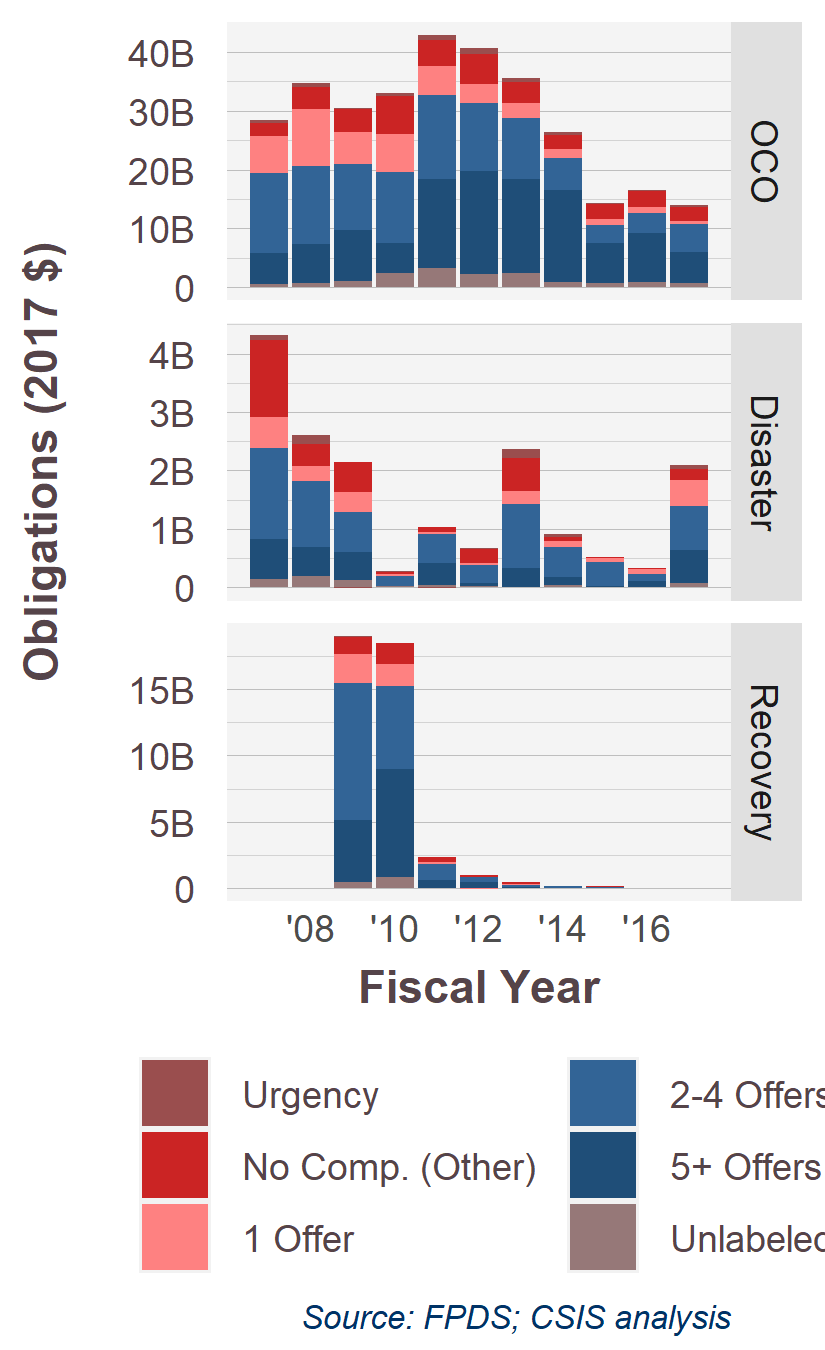 Obligations (2017 $)
40B
30B
20B
10B
0
OCO
4B
3B
2B
1B
0
Disaster
15B
10B
5B
0
Recovery
'08 '10 '12 '14 '16
Fiscal Year
Urgency
No Comp. (Other)
1 Offer
2-4 Offers
5+ Offers
Unlabeled
Source: FPDS; CSIS analysis